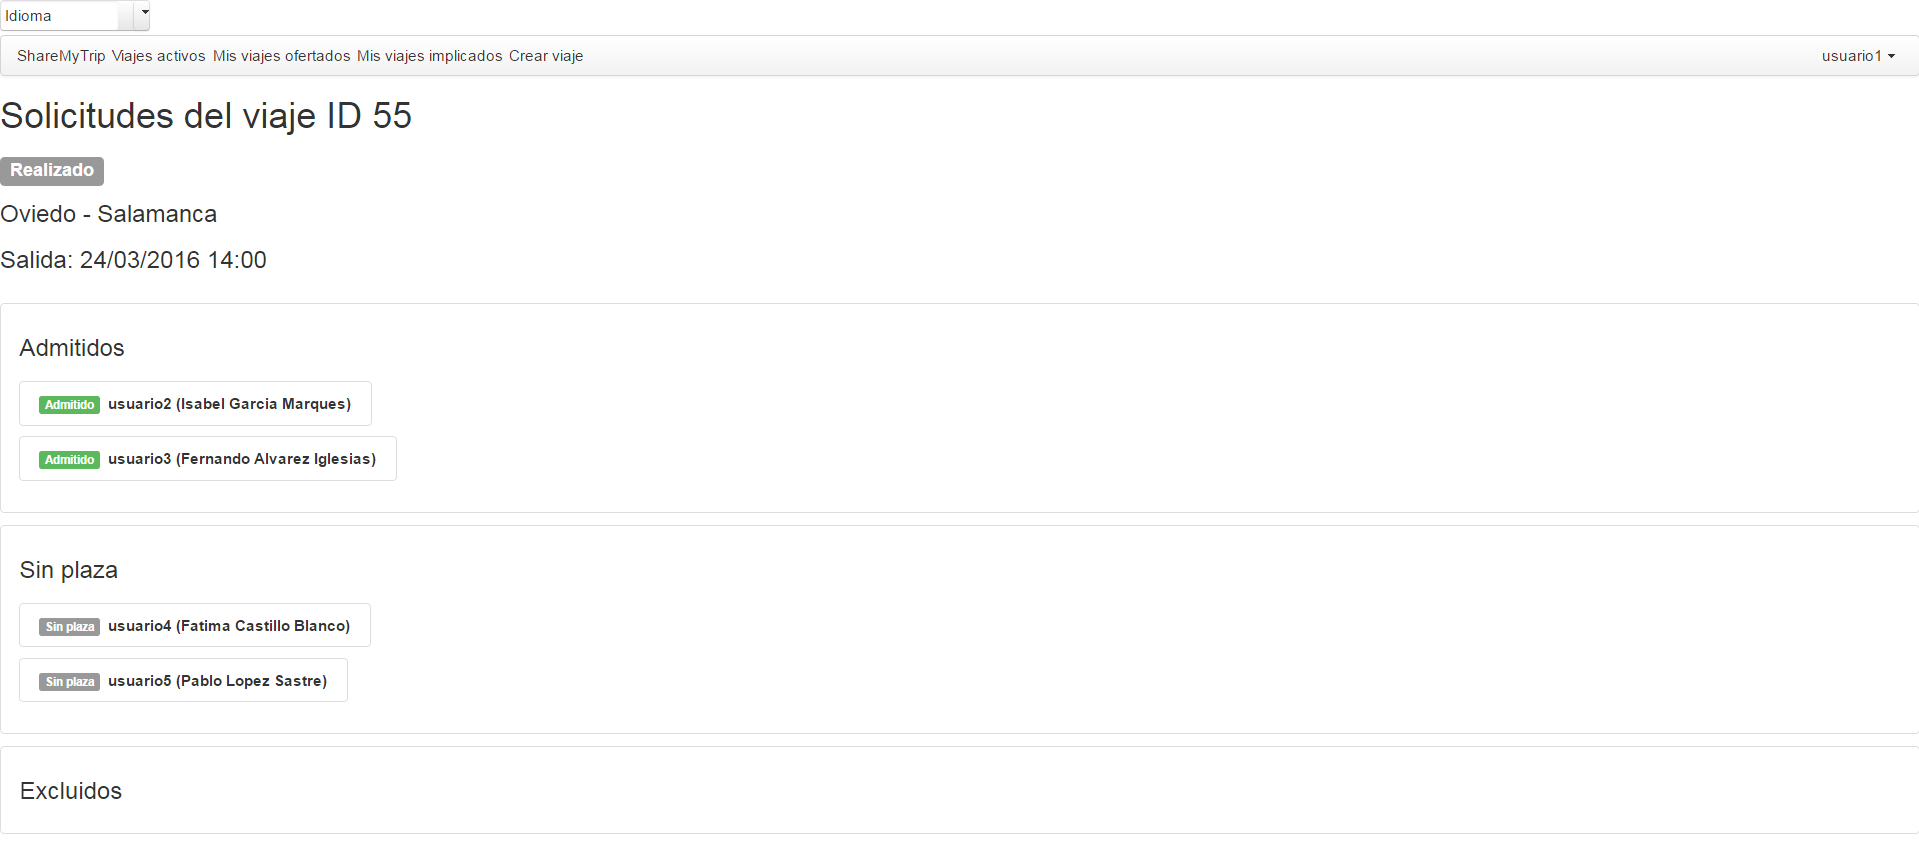 Idioma
ShareMyTrip Viajes activos Mis viajes ofertados Mis viajes implicados Crear viaje usuario1
Solicitudes del viaje ID 55
Realizado
Oviedo - Salamanca
Salida: 24/03/2016 14:00
Admitidos
Admitido usuario2 (Isabel Garcia Marques)
Admitido usuario3 (Fernando Alvarez Iglesias)
Sin plaza
Sin plaza usuario4 (Fatima Castillo Blanco)
Sin plaza usuario5 (Pablo Lopez Sastre)
Excluidos